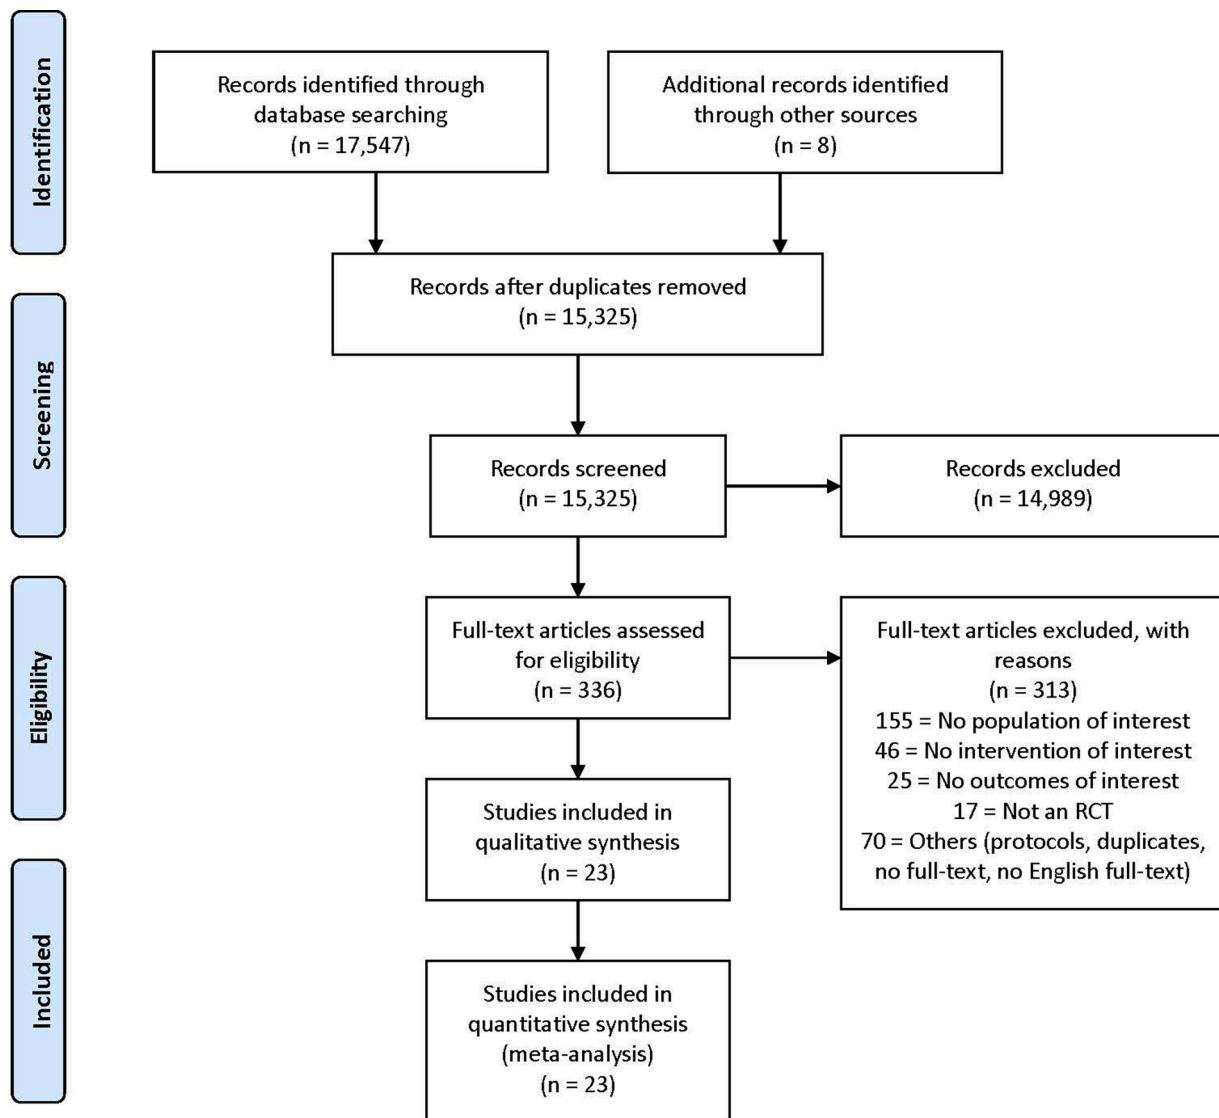 Identification
Records identified through
database searching
(n = 17,547)
Additional records identified
through other sources
(n = 8)
Records after duplicates removed
(n = 15,325)
Screening
Records screened
(n = 15,325)
Records excluded
(n = 14,989)
Eligibility
Full-text articles assessed
for eligibility
(n = 336)
Full-text articles excluded, with
reasons
(n = 313)
155 = No population of interest
46 = No intervention of interest
25 = No outcomes of interest
17 = Not an RCT
70 = Others (protocols, duplicates,
no full-text, no English full-text)
Studies included in
qualitative synthesis
(n = 23)
Included
Studies included in
quantitative synthesis
(meta-analysis)
(n = 23)